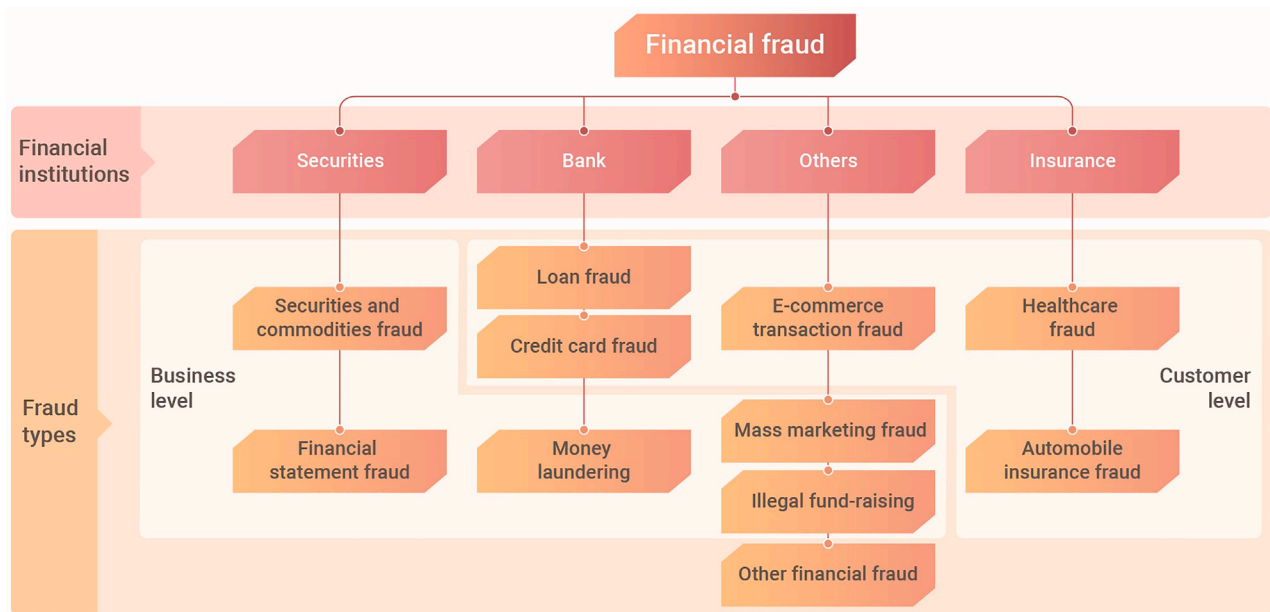 Financial fraud
Financial
institutions
Securities
Bank
Others
Insurance
Fraud
types
Business
level
Customer
level
Securities and
commodities fraud
Financial
statement fraud
Loan fraud
Credit card fraud
Money
laundering
E-commerce
transaction fraud
Mass marketing fraud
Illegal fund-raising
Other financial fraud
Healthcare
fraud
Automobile
insurance fraud